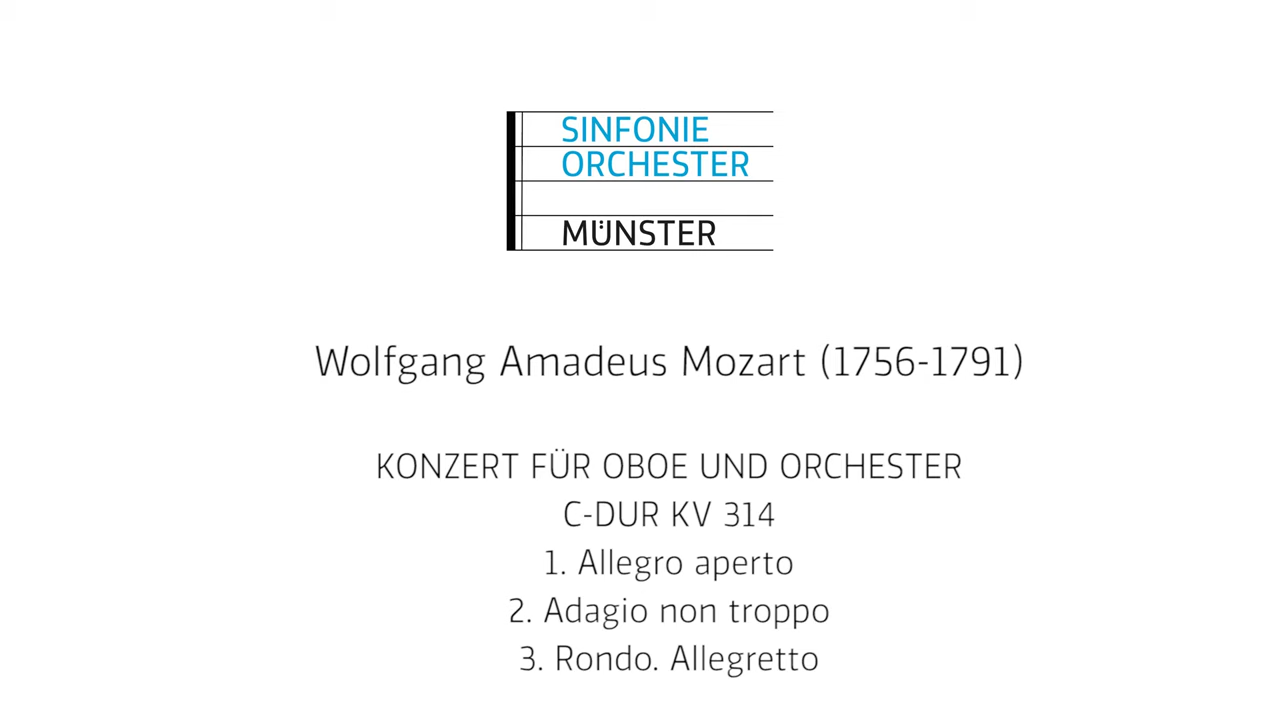 SINFONIE
ORCHESTER
MÜNSTER
Wolfgang Amadeus Mozart (1756-1791)
KONZERT FÜR OBOE UND ORCHESTER
C-DUR KV 314
1. Allegro aperto
2. Adagio non troppo
3. Rondo. Allegretto